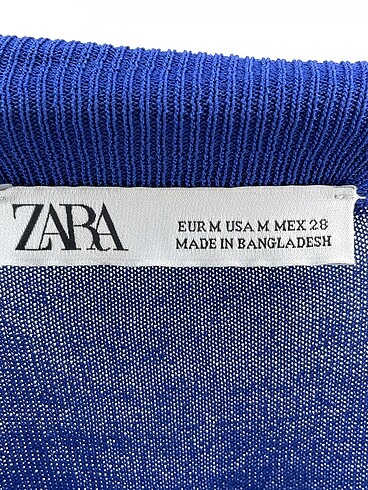 ZARA
EUR M USA M MEX 28
MADE IN BANGLADESH